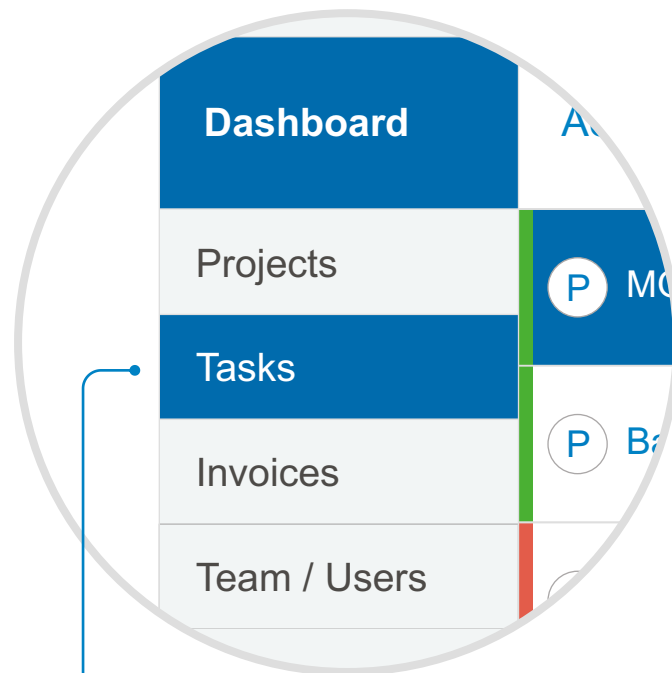 Dashboard
Projects
P
Tasks
Invoices
P
Team / Users